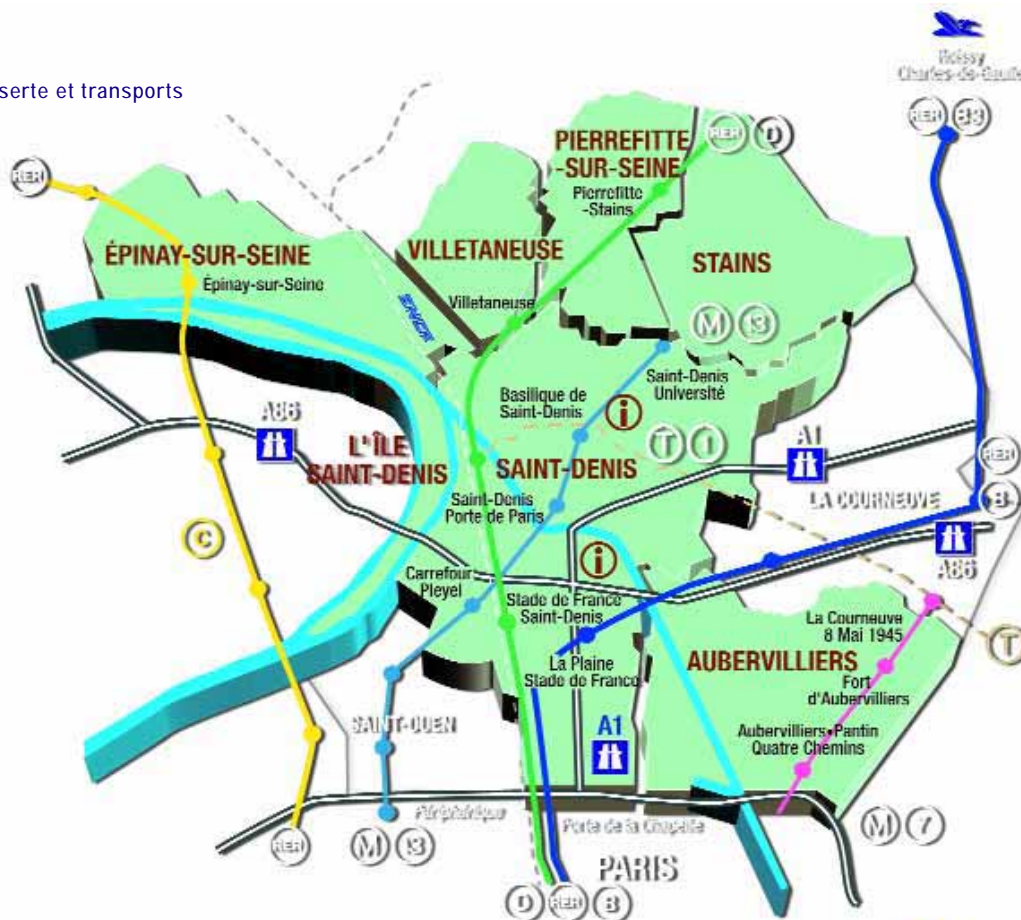 serte et transports
Roissy
Charles-de-Gaulle
RER B3
PIERREFITTE
-SUR-SEINE
RER D
Pierrefitte
-Stains
RER
ÉPINAY-SUR-SEINE
Épinay-sur-Seine
VILLETANEUSE
Villetaneuse
STAINS
SNCF
M 13
Saint-Denis
Université
Basilique de
Saint-Denis
i
T 1
A86
L'ÎLE
SAINT-DENIS
SAINT-DENIS
A1
RER
LA COURNEUVE
B
Saint-Denis
Porte de Paris
C
i
A86
Carrefour
Pleyel
Stade de France
Saint-Denis
La Courneuve
8 Mai 1945
T
La Plaine
Stade de France
AUBERVILLIERS
Fort
d'Aubervilliers
SAINT-OUEN
A1
Aubervilliers•Pantin
Quatre Chemins
Périphérique
Porte de la Chapelle
RER
M 13
M 7
PARIS
D RER B